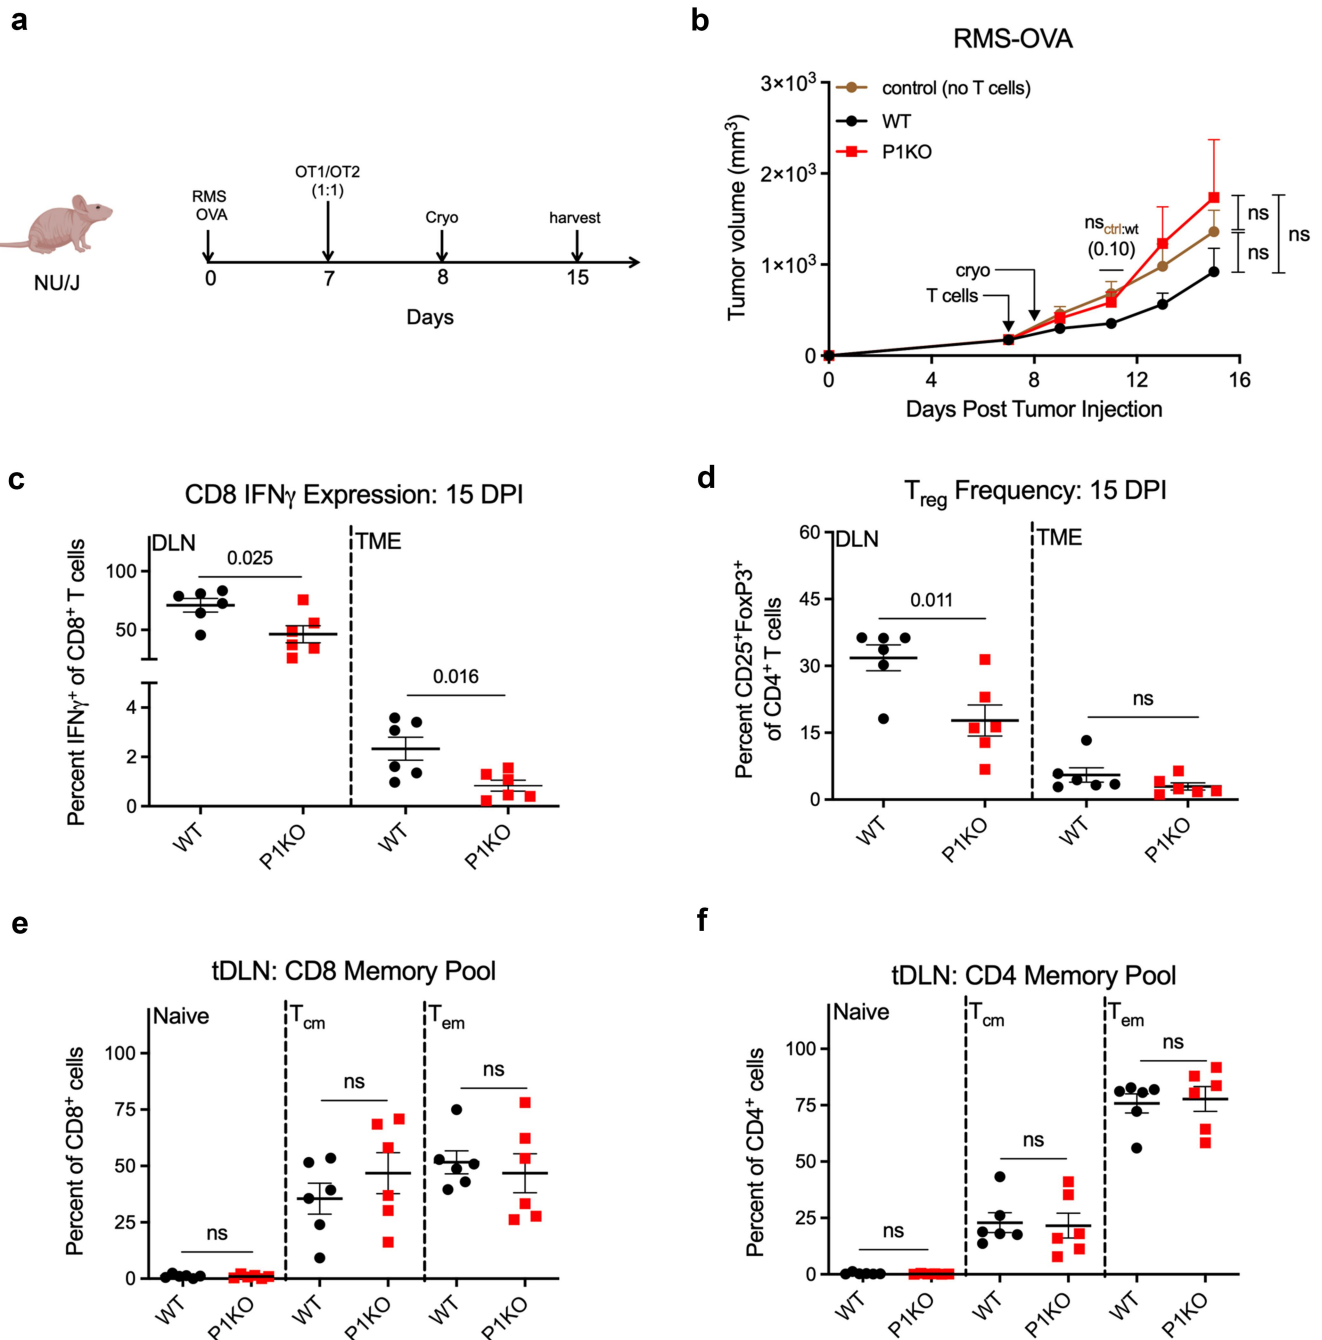 a
RMS
OVA
OT1/OT2
(1:1)
Cryo
harvest
0
7
8
15
NU/J
Days
b
RMS-OVA
control (no T cells)
WT
P1KO
Tumor volume (mm³)
3×10³
2×10³
1×10³
0
ns ctrl:wt
(0.10)
cryo
T cells
ns
ns
ns
0
4
8
12
16
Days Post Tumor Injection
c
CD8 IFNγ Expression: 15 DPI
Percent IFNγ⁺ of CD8⁺ T cells
DLN
TME
0.025
0.016
100
50
4
2
0
WT
P1KO
WT
P1KO
d
Treg Frequency: 15 DPI
Percent CD25⁺FoxP3⁺
of CD4⁺ T cells
DLN
TME
0.011
ns
60
45
30
15
0
WT
P1KO
WT
P1KO
e
tDLN: CD8 Memory Pool
Percent of CD8⁺ cells
Naive
Tcm
Tem
ns
ns
ns
100
75
50
25
0
WT
P1KO
WT
P1KO
WT
P1KO
f
tDLN: CD4 Memory Pool
Percent of CD4⁺ cells
Naive
Tcm
Tem
ns
ns
ns
100
75
50
25
0
WT
P1KO
WT
P1KO
WT
P1KO